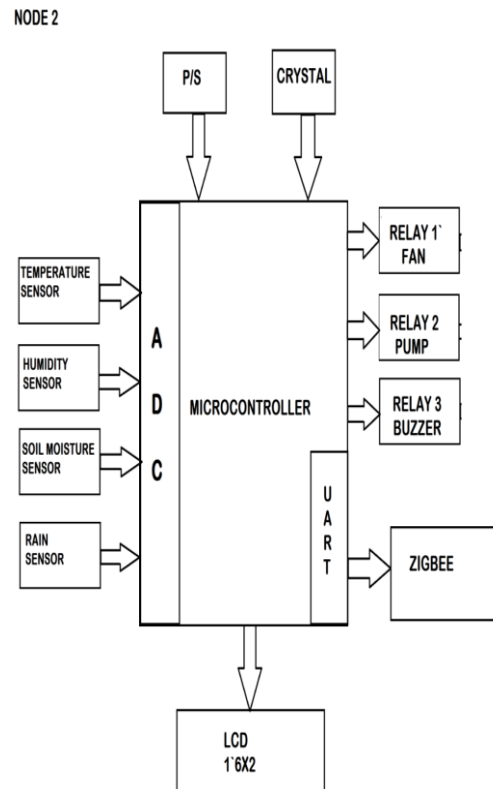 NODE 2
P/S
CRYSTAL
TEMPERATURE
SENSOR
HUMIDITY
SENSOR
SOIL MOISTURE
SENSOR
RAIN
SENSOR
A
D
C
MICROCONTROLLER
U
A
R
T
RELAY 1`
FAN
RELAY 2
PUMP
RELAY 3
BUZZER
ZIGBEE
LCD
1`6X2